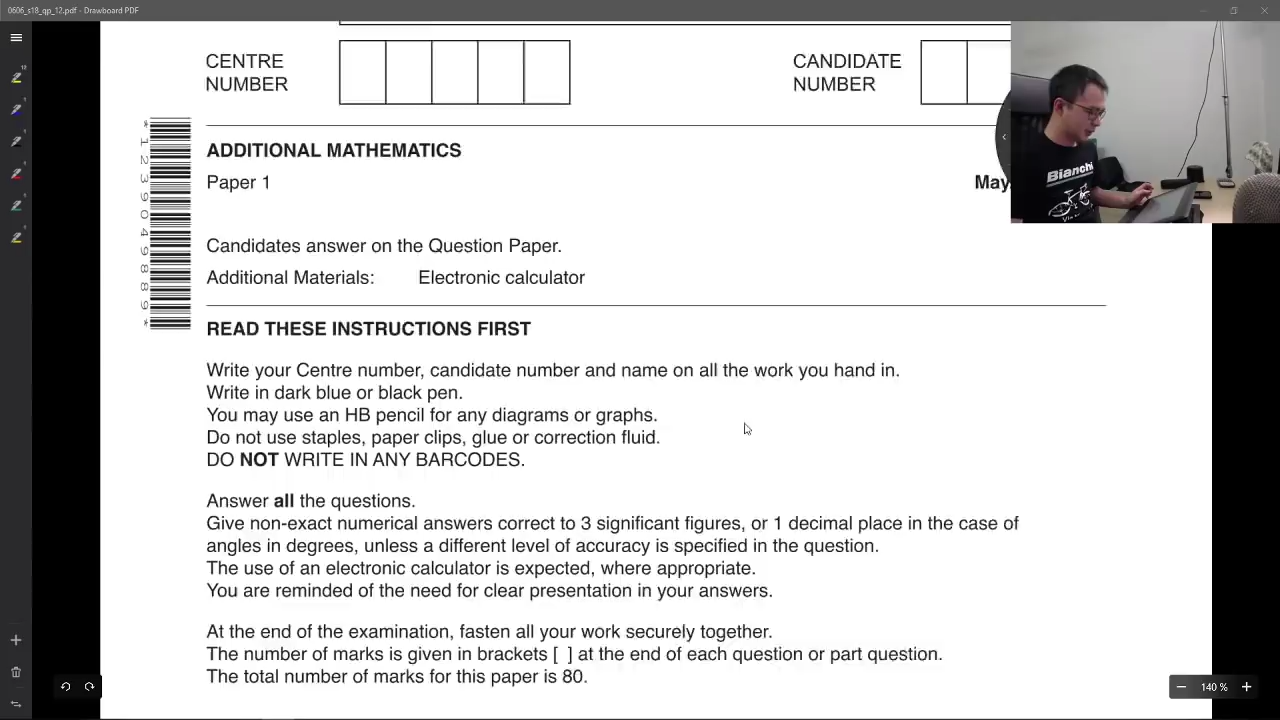 0606_s18_qp_12.pdf - Drawboard PDF
CENTRE
NUMBER
CANDIDATE
NUMBER
*1239049889*
ADDITIONAL MATHEMATICS
Paper 1
May
Candidates answer on the Question Paper.
Additional Materials: Electronic calculator
READ THESE INSTRUCTIONS FIRST
Write your Centre number, candidate number and name on all the work you hand in.
Write in dark blue or black pen.
You may use an HB pencil for any diagrams or graphs.
Do not use staples, paper clips, glue or correction fluid.
DO NOT WRITE IN ANY BARCODES.
Answer all the questions.
Give non-exact numerical answers correct to 3 significant figures, or 1 decimal place in the case of
angles in degrees, unless a different level of accuracy is specified in the question.
The use of an electronic calculator is expected, where appropriate.
You are reminded of the need for clear presentation in your answers.
At the end of the examination, fasten all your work securely together.
The number of marks is given in brackets [ ] at the end of each question or part question.
The total number of marks for this paper is 80.
140 %
Bianchi